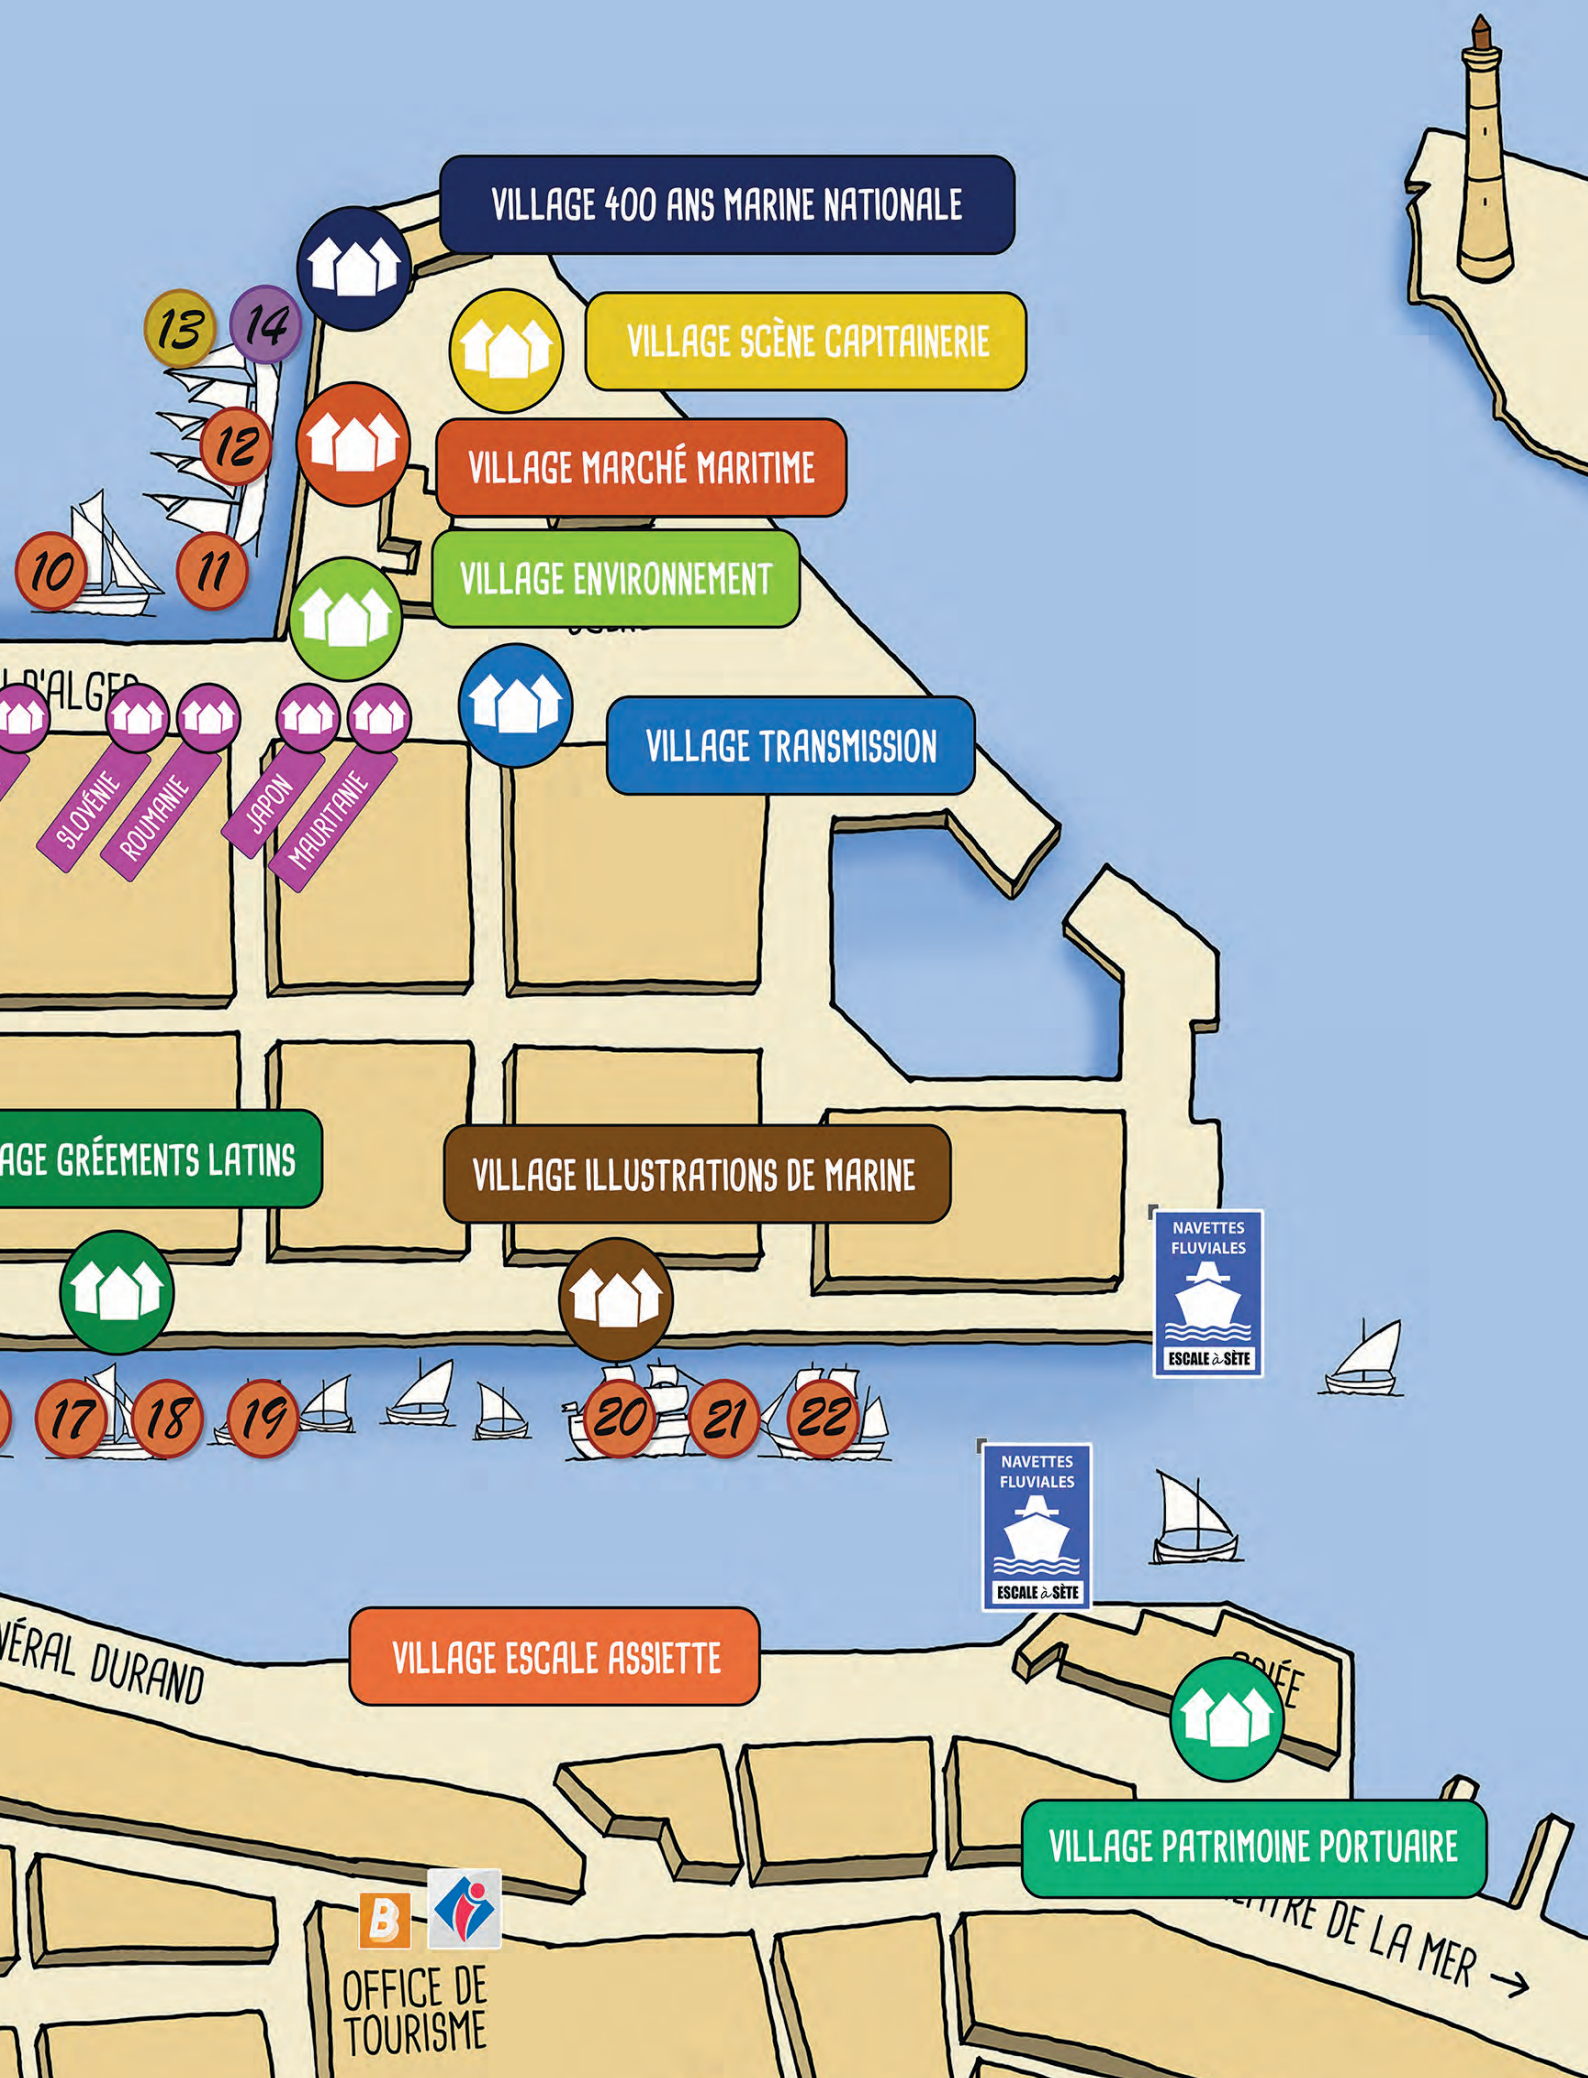 VILLAGE 400 ANS MARINE NATIONALE
13
14
VILLAGE SCÈNE CAPITAINERIE
12
VILLAGE MARCHÉ MARITIME
10
11
VILLAGE ENVIRONNEMENT
D'ALGER
SLOVÉNIE
ROUMANIE
JAPON
MAURITANIE
VILLAGE TRANSMISSION
AGE GRÉEMENTS LATINS
VILLAGE ILLUSTRATIONS DE MARINE
NAVETTES
FLUVIALES
ESCALE à SÈTE
17
18
19
20
21
22
NAVETTES
FLUVIALES
ESCALE à SÈTE
NÉRAL DURAND
VILLAGE ESCALE ASSIETTE
VILLAGE PATRIMOINE PORTUAIRE
DE LA MER →
B
OFFICE DE
TOURISME